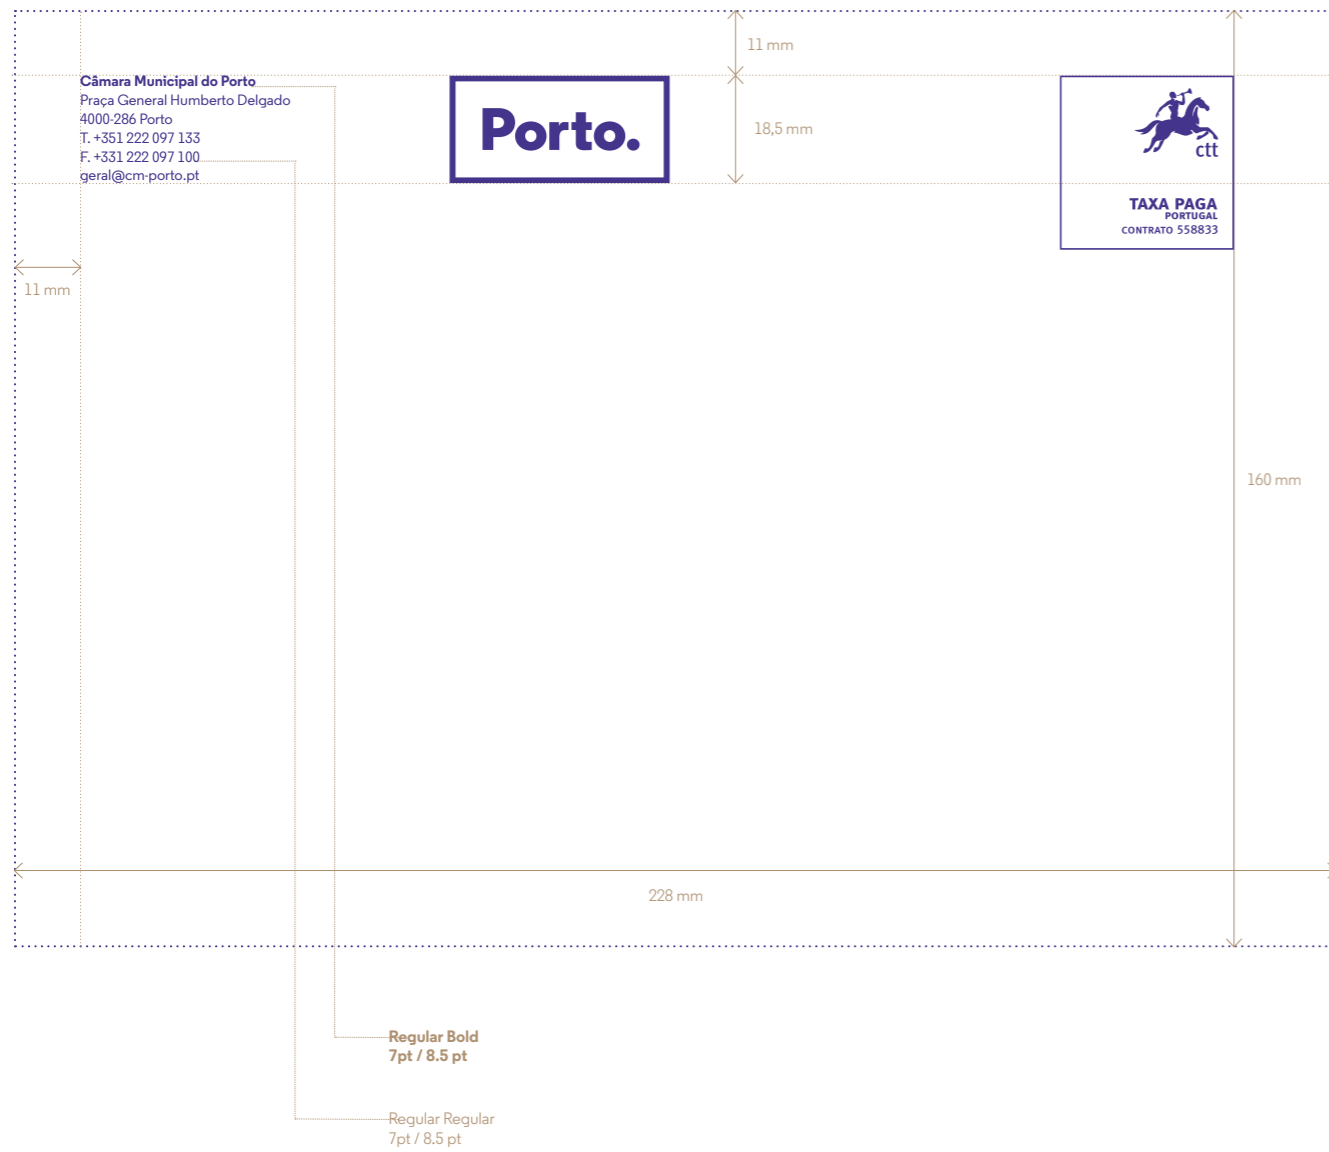 Câmara Municipal do Porto
Praça General Humberto Delgado
4000-286 Porto
T. +351 222 097 133
F. +331 222 097 100
geral@cm-porto.pt
Porto.
11 mm
18,5 mm
ctt
TAXA PAGA
PORTUGAL
CONTRATO 558833
11 mm
160 mm
228 mm
Regular Bold
7pt / 8.5 pt
Regular Regular
7pt / 8.5 pt